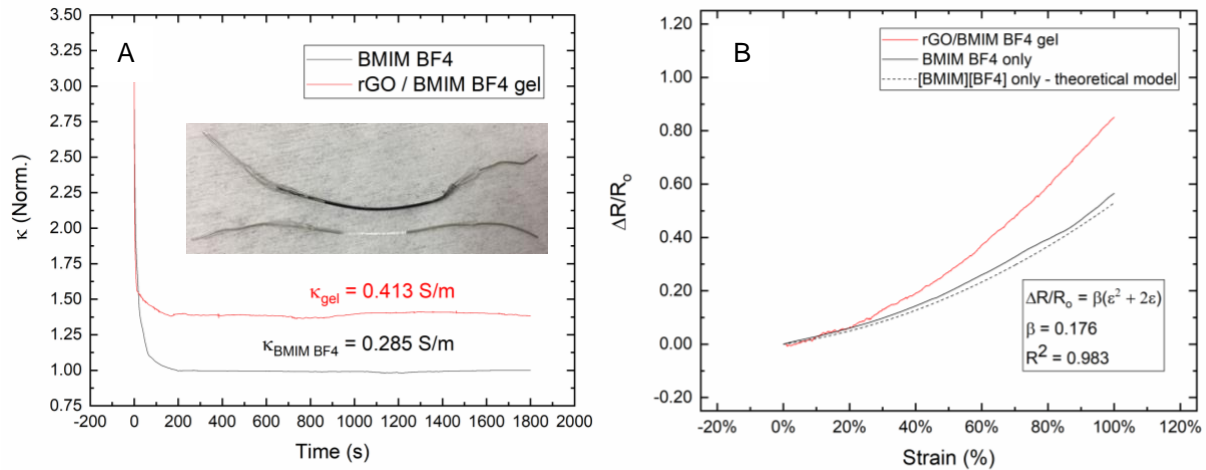 A
BMIM BF4
rGO / BMIM BF4 gel
κ (Norm.)
3.50
3.25
3.00
2.75
2.50
2.25
2.00
1.75
1.50
1.25
1.00
0.75
κgel = 0.413 S/m
κBMIM BF4 = 0.285 S/m
-200 0 200 400 600 800 1000 1200 1400 1600 1800 2000
Time (s)
B
rGO/BMIM BF4 gel
BMIM BF4 only
[BMIM][BF4] only - theoretical model
ΔR/Ro
1.20
1.00
0.80
0.60
0.40
0.20
0.00
-0.20
ΔR/Ro = β(ε² + 2ε)
β = 0.176
R² = 0.983
-20% 0% 20% 40% 60% 80% 100% 120%
Strain (%)